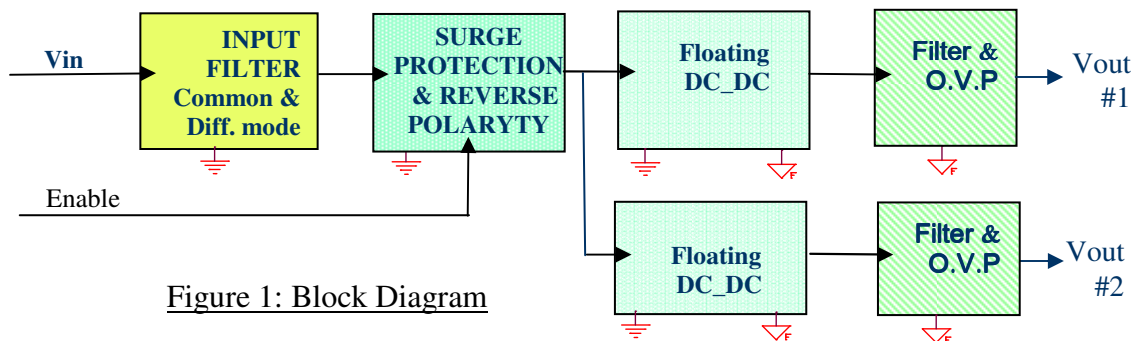 Vin
INPUT
FILTER
Common &
Diff. mode
SURGE
PROTECTION
& REVERSE
POLARYTY
Floating
DC_DC
Filter &
O.V.P
Vout
#1
Enable
Floating
DC_DC
Filter &
O.V.P
Vout
#2
F
F
F
F
Figure 1: Block Diagram